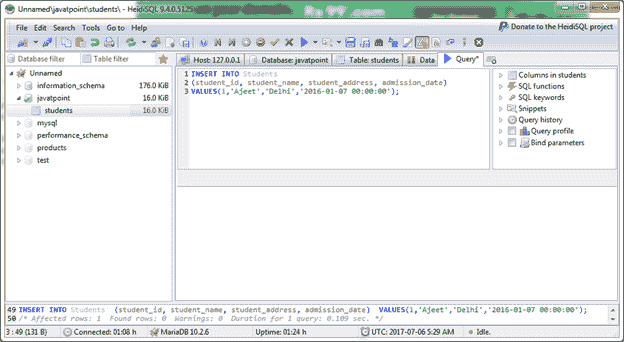 Unnamed\javatpoint\students\ - HeidiSQL 9.4.0.5125
File Edit Search Tools Go to Help
Donate to the HeidiSQL project
Database filter Table filter
Host: 127.0.0.1 Database: javatpoint Table: students Data Query*
Unnamed
information_schema 176.0 KiB
javatpoint 16.0 KiB
students 16.0 KiB
mysql
performance_schema
products
test
1 INSERT INTO Students
2 (student_id, student_name, student_address, admission_date)
3 VALUES(1,'Ajeet','Delhi','2016-01-07 00:00:00');
Columns in students
SQL functions
SQL keywords
Snippets
Query history
Query profile
Bind parameters
49 INSERT INTO Students (student_id, student_name, student_address, admission_date) VALUES(1,'Ajeet','Delhi','2016-01-07 00:00:00');
50 /* Affected rows: 1 Found rows: 0 Warnings: 0 Duration for 1 query: 0.109 sec. */
3 : 49 (131 B) Connected: 01:08 h MariaDB 10.2.6 Uptime: 01:24 h UTC: 2017-07-06 5:29 AM Idle.